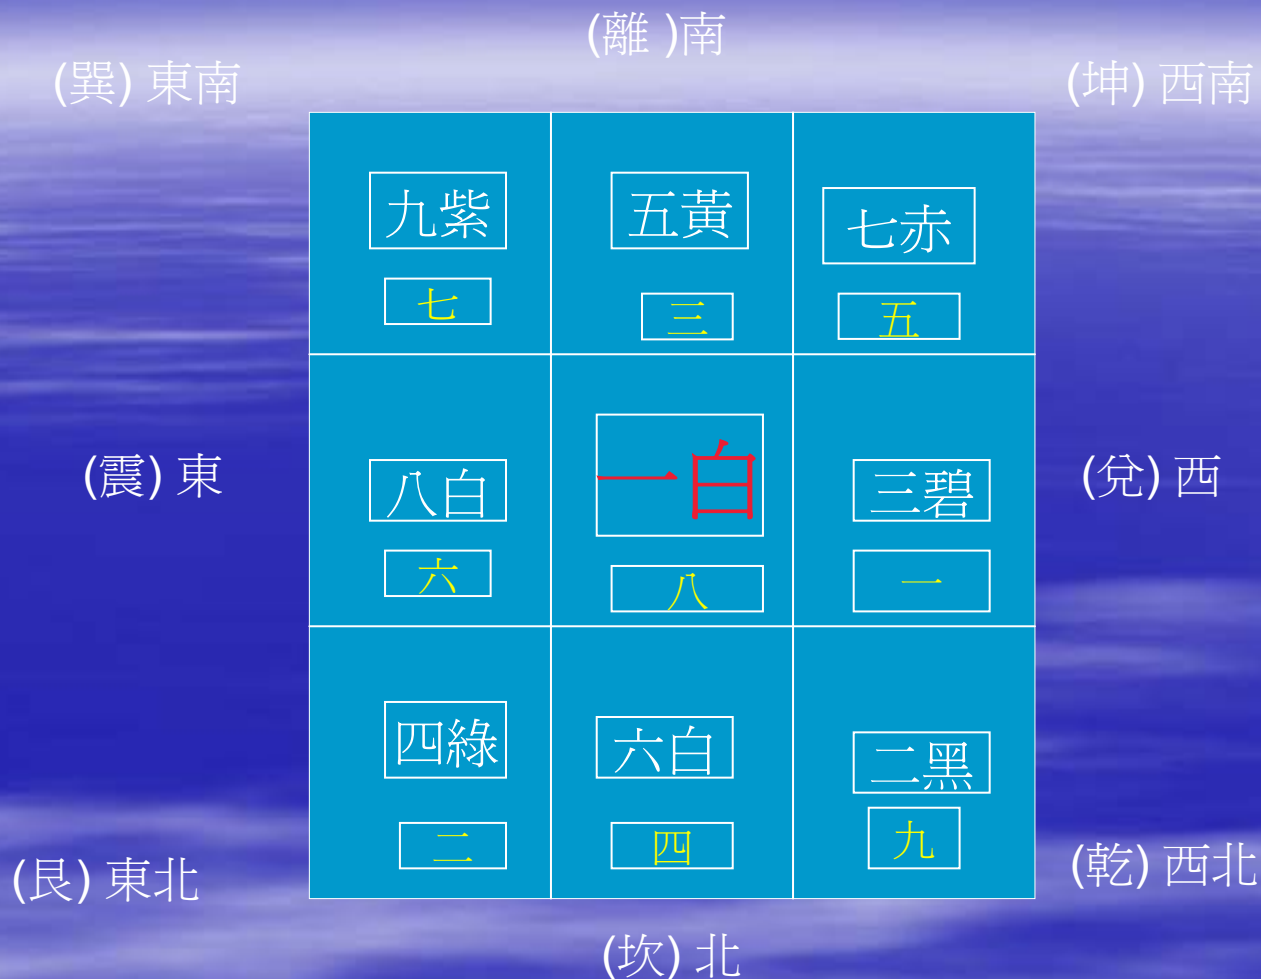 (離 )南
(巽) 東南
(坤) 西南
九紫
五黃
七赤
七
三
五
(震) 東
八白
一白
三碧
(兌) 西
六
八
一
四綠
六白
二黑
二
四
九
(艮) 東北
(乾) 西北
(坎) 北